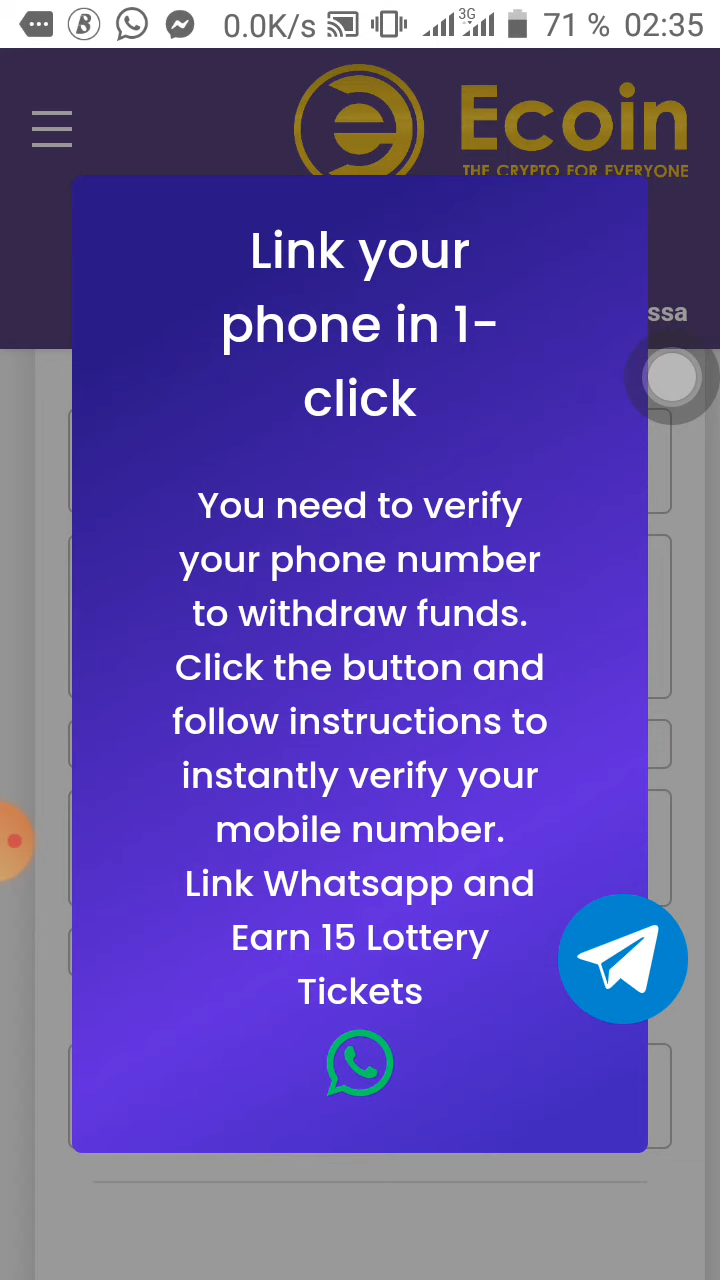 0.0K/s 3G 71 % 02:35
Ecoin
THE CRYPTO FOR EVERYONE
ssa
Link your
phone in 1-
click
You need to verify
your phone number
to withdraw funds.
Click the button and
follow instructions to
instantly verify your
mobile number.
Link Whatsapp and
Earn 15 Lottery
Tickets